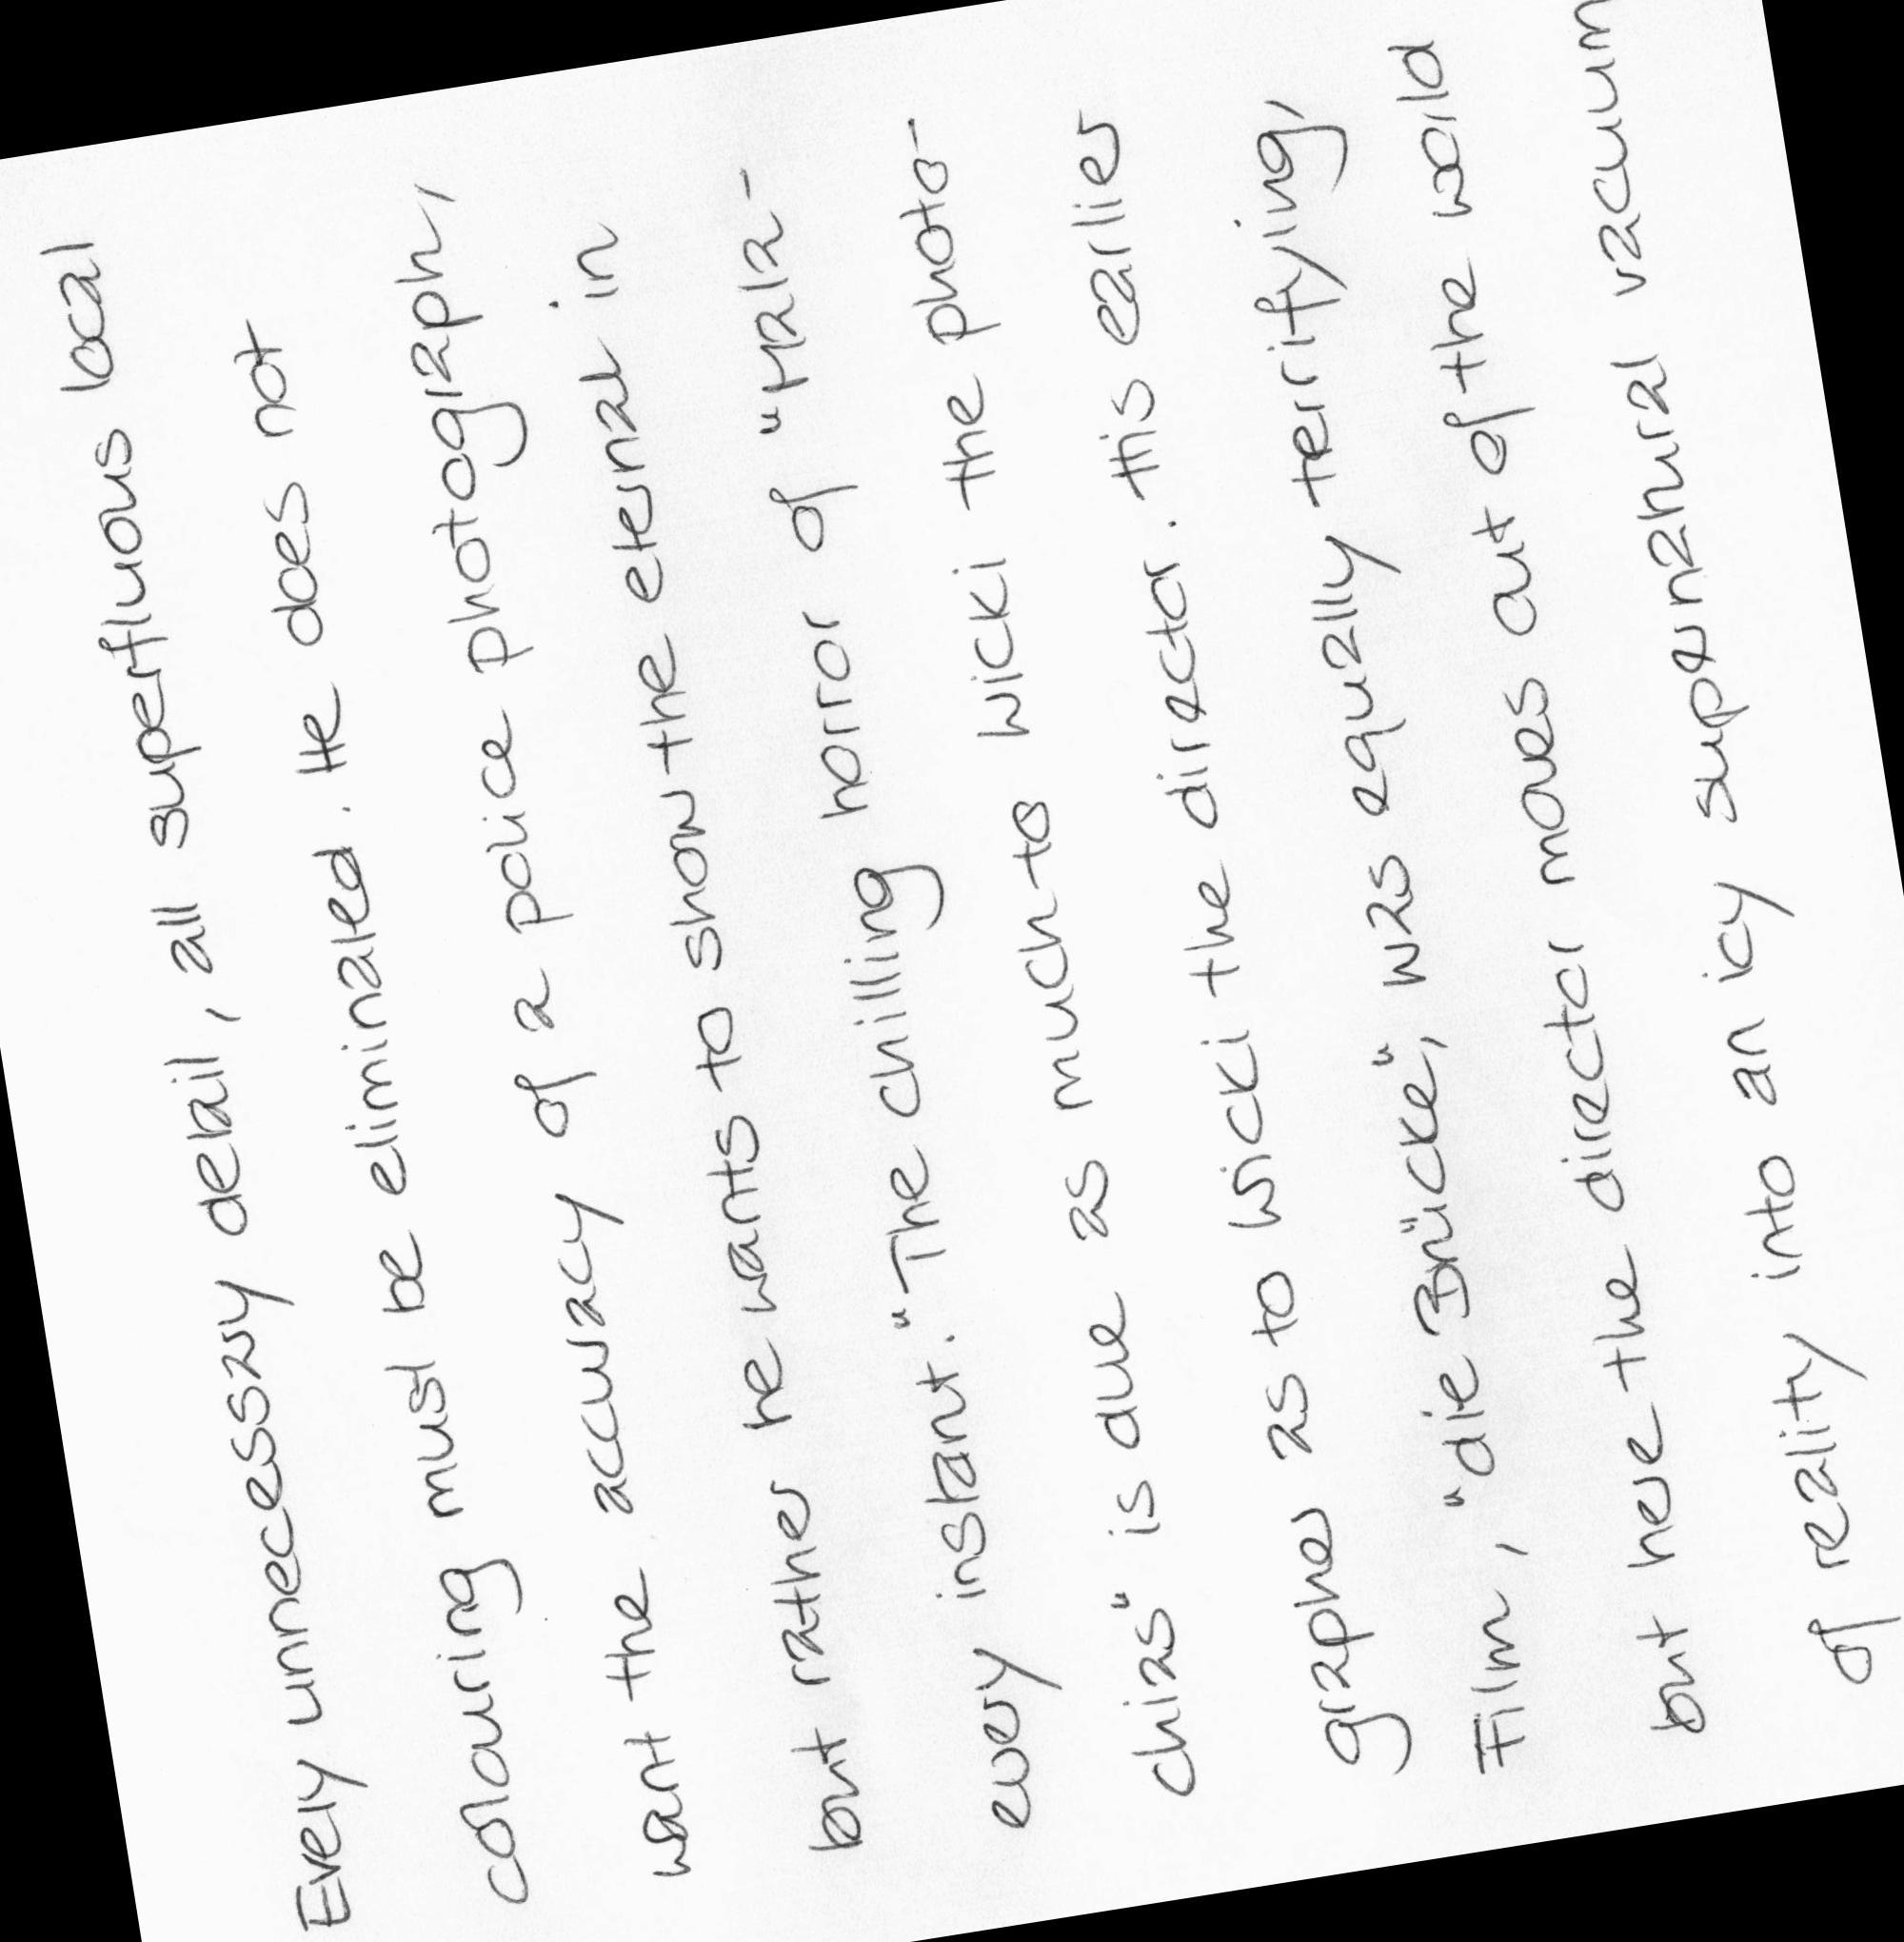 Every unnecessary detail, all superfluous local
colouring must be eliminated. He does not
want the accuracy of a police photograph,
but rather he wants to show the eternal in
every instant." The chilling horror of "Mala-
chias" is due as much to Wicki the photo-
grapher as to Wicki the director. this earlier
Film, "die Brücke", was equally terrifying,
but here the director moves out of the world
of reality into an icy supernatural vacuum